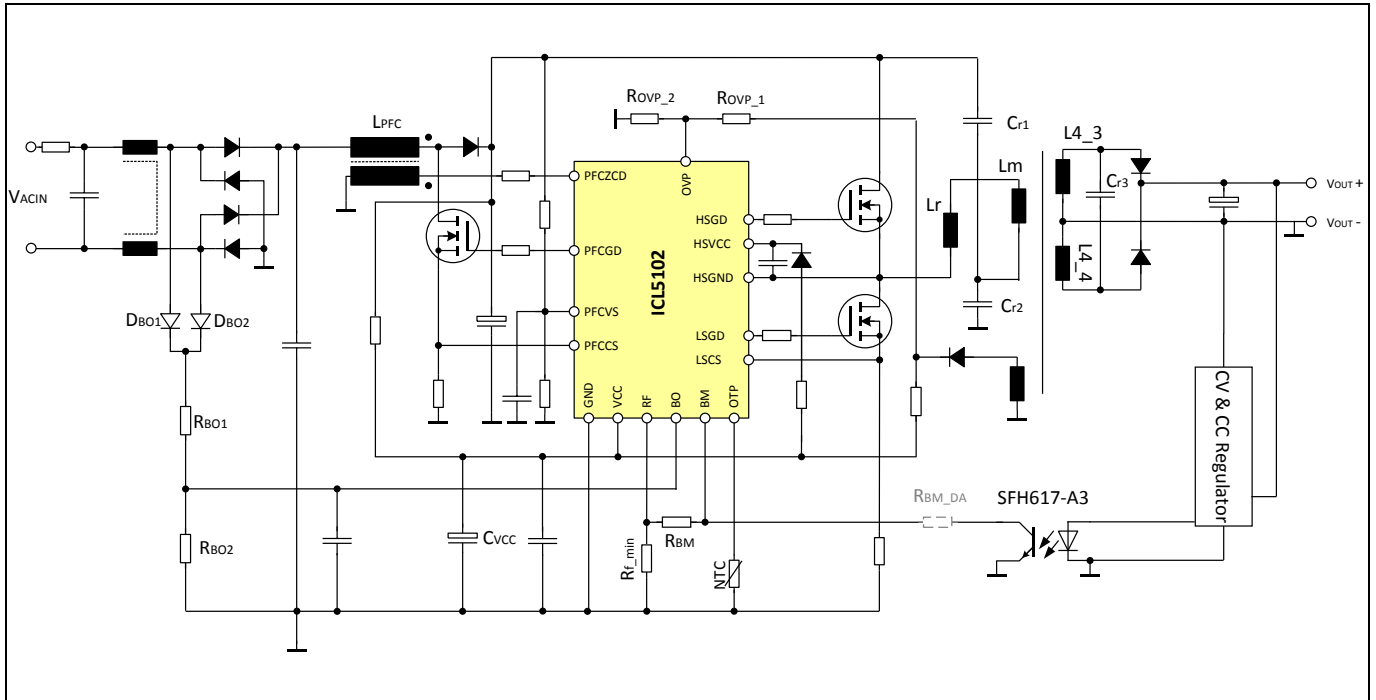 ROVP_2
ROVP_1
LPFC
Cr1
L4_3
Lm
Cr3
VACIN
PFCZCD
OVP
Lr
HSGD
VOUT +
VOUT -
HSVCC
PFCGD
L4_4
HSGND
ICL5102
Cr2
DBO1
DBO2
PFCVS
LSGD
PFCCS
LSCS
GND
VCC
RF
BO
BM
OTP
CV & CC Regulator
RBO1
RBM_DA
SFH617-A3
CVCC
RBM
RBO2
Rf_min
NTC